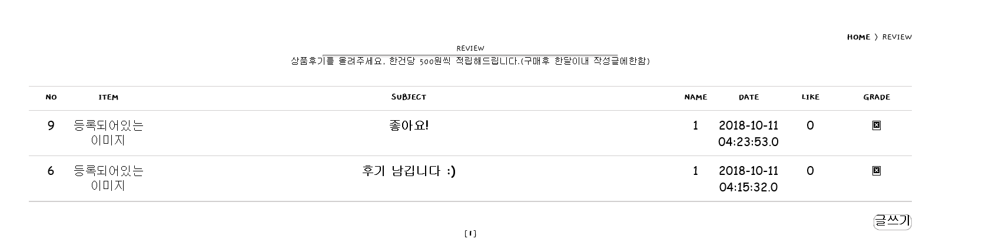 HOME > REVIEW
REVIEW
상품후기를 올려주세요. 한건당 500원씩 적립해드립니다.(구매후 한달이내 작성글에한함)
NO ITEM SUBJECT NAME DATE LIKE GRADE
9 등록되어있는 좋아요! 1 2018-10-11 0
이미지 04:23:53.0
6 등록되어있는 후기 남깁니다 :) 1 2018-10-11 0
이미지 04:15:32.0
글쓰기
[1]